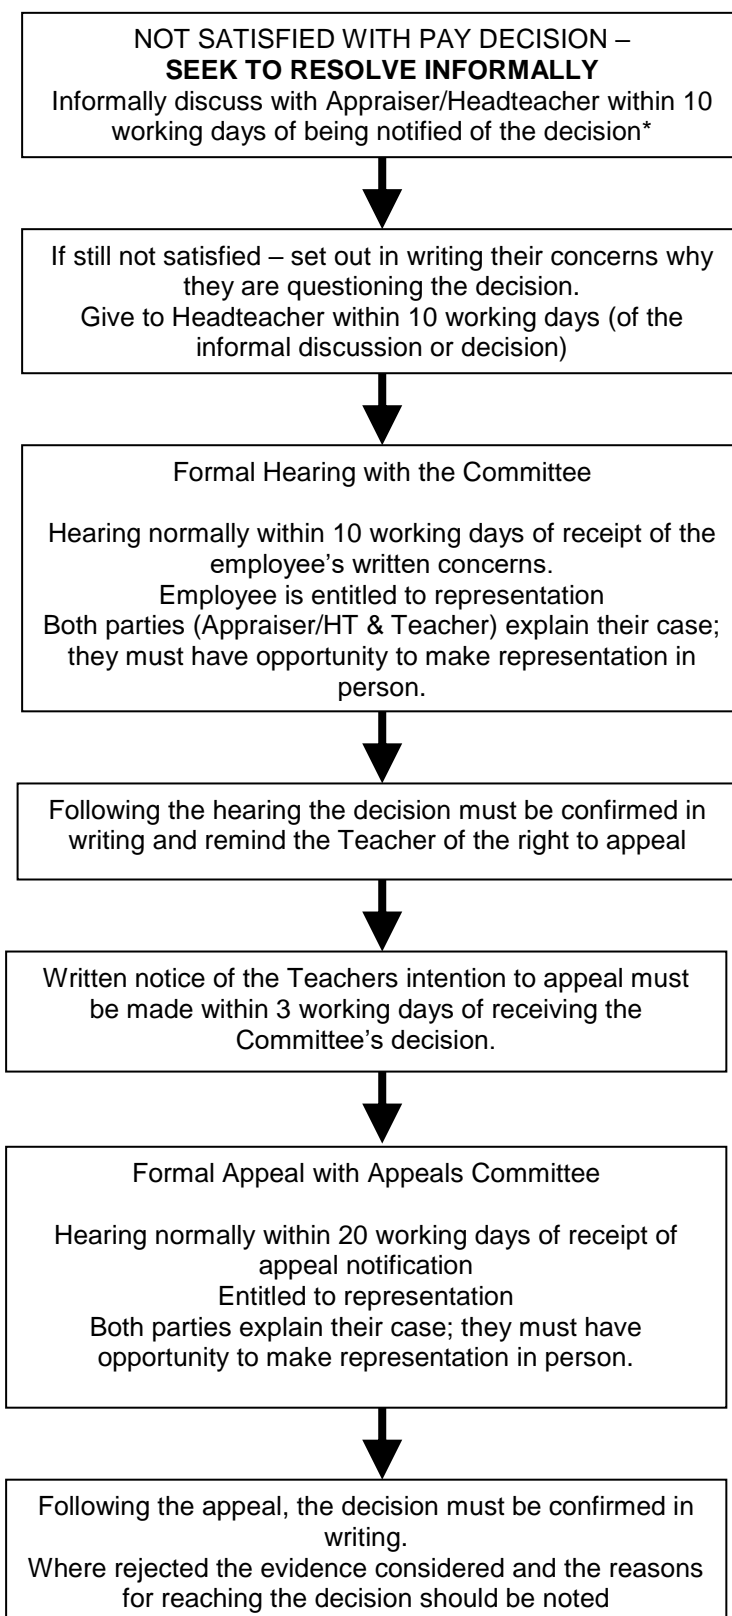 NOT SATISFIED WITH PAY DECISION –
SEEK TO RESOLVE INFORMALLY
Informally discuss with Appraiser/Headteacher within 10
working days of being notified of the decision*
If still not satisfied – set out in writing their concerns why
they are questioning the decision.
Give to Headteacher within 10 working days (of the
informal discussion or decision)
Formal Hearing with the Committee
Hearing normally within 10 working days of receipt of the
employee’s written concerns.
Employee is entitled to representation
Both parties (Appraiser/HT & Teacher) explain their case;
they must have opportunity to make representation in
person.
Following the hearing the decision must be confirmed in
writing and remind the Teacher of the right to appeal
Written notice of the Teachers intention to appeal must
be made within 3 working days of receiving the
Committee’s decision.
Formal Appeal with Appeals Committee
Hearing normally within 20 working days of receipt of
appeal notification
Entitled to representation
Both parties explain their case; they must have
opportunity to make representation in person.
Following the appeal, the decision must be confirmed in
writing.
Where rejected the evidence considered and the reasons
for reaching the decision should be noted